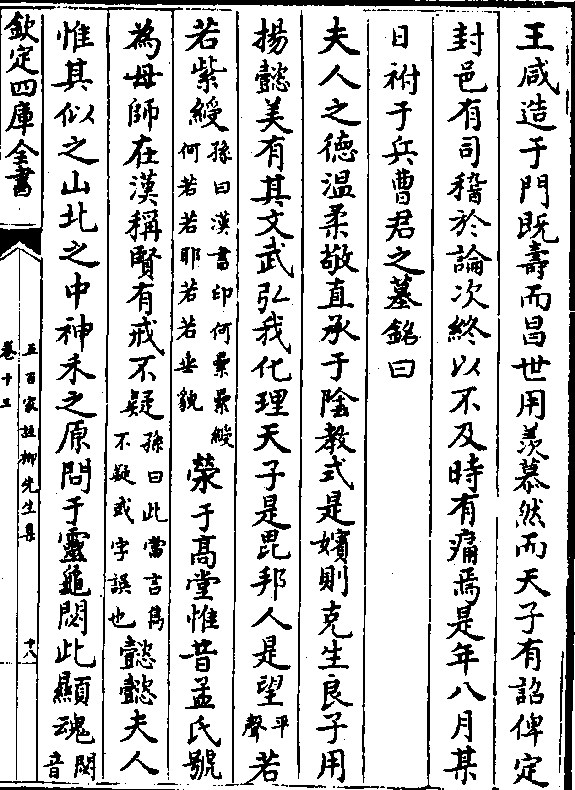 王咸造于門既壽而昌世用羡慕然而天子有詔俾定
封邑有司稽於論次終以不及時有痛焉是年八月某
日祔于兵曹君之墓銘曰
夫人之德温柔敬直承于陰教式是嬪則克生良子用
揚懿美有其文武弘我化理天子是毘邦人是望平聲若
若紫綬孫曰漢書印何纍纍綬何若若耶若若垂貌榮于高堂惟昔孟氏號
為母師在漢稱賢有戒不疑孫曰此當言雋不疑或字誤也懿懿夫人
惟其似之山北之中神禾之原問于靈龜閟此顯魂閟音
欽定四庫全書
五百家註柳先生集
卷十三
十八